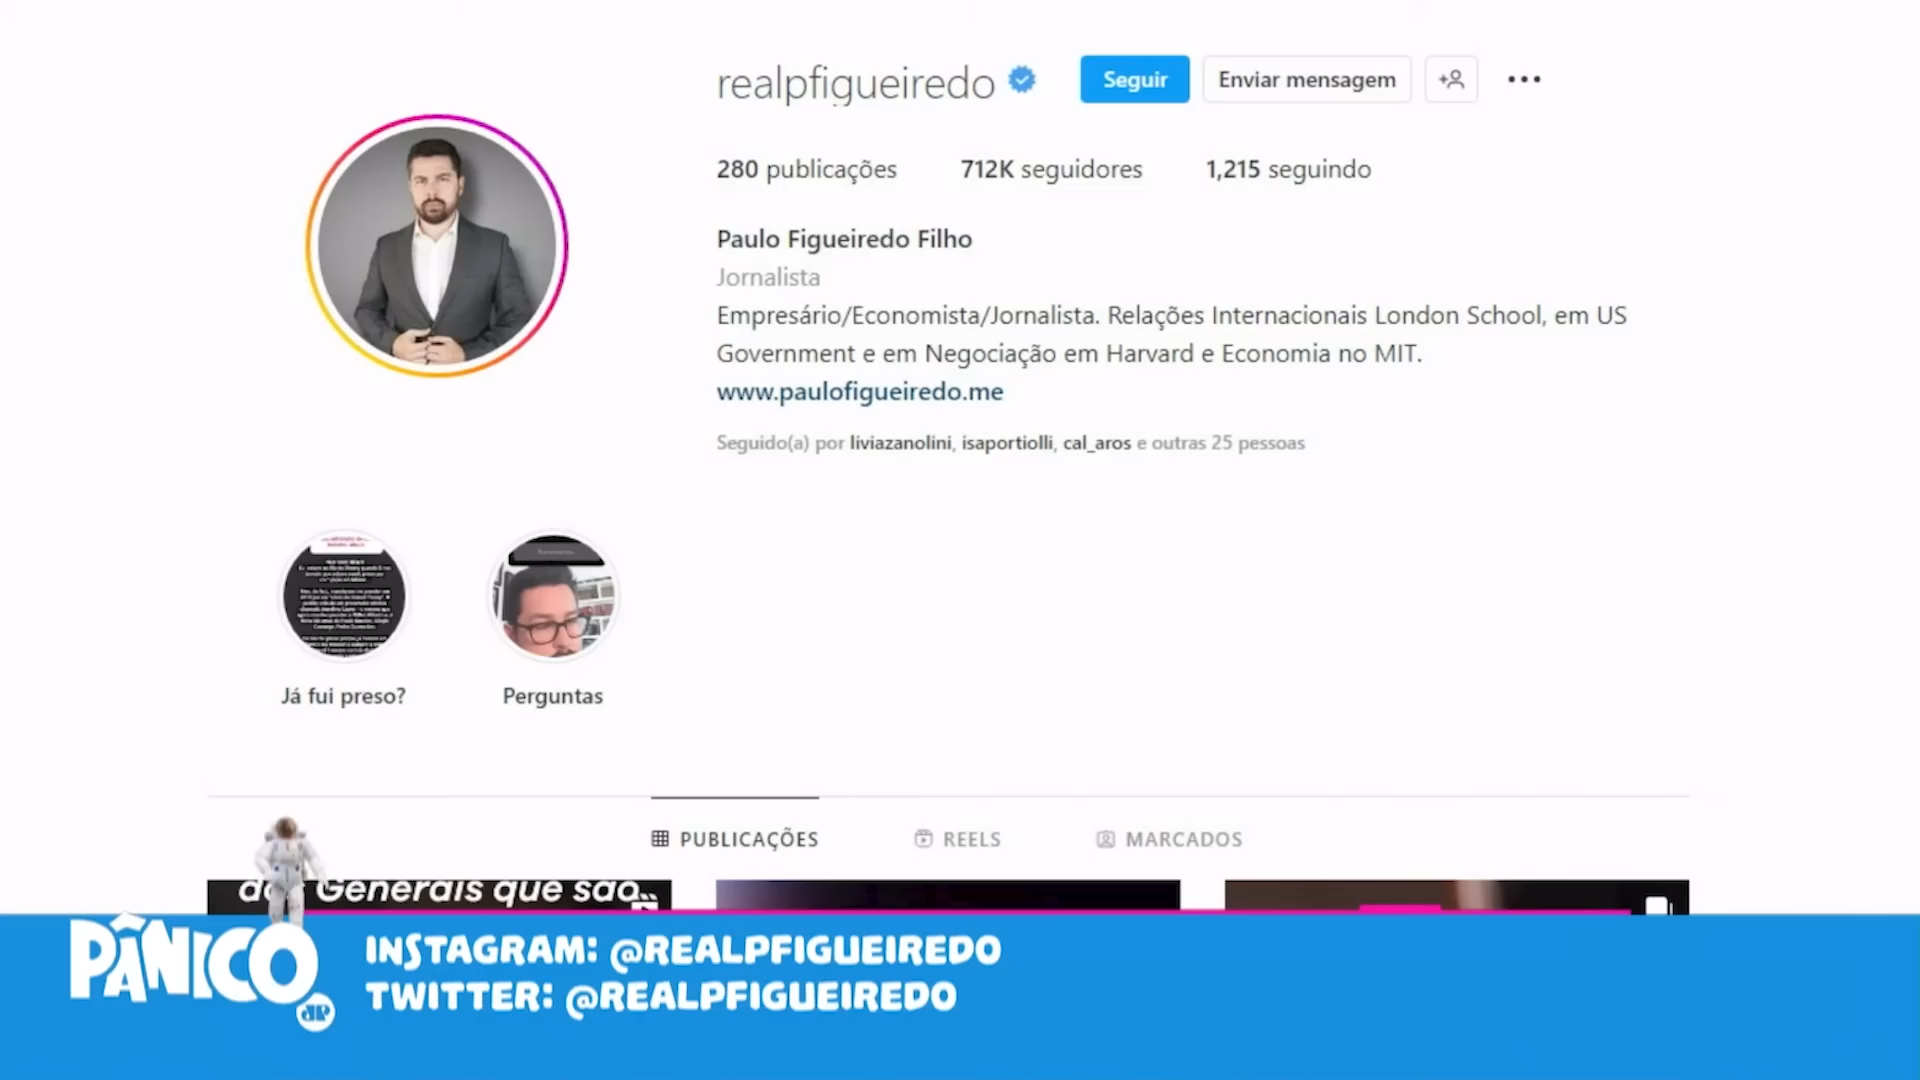 realpfigueiredo
Seguir
Enviar mensagem
280 publicações
712K seguidores
1,215 seguindo
Paulo Figueiredo Filho
Jornalista
Empresário/Economista/Jornalista. Relações Internacionais London School, em US
Government e em Negociação em Harvard e Economia no MIT.
www.paulofigueiredo.me
Seguido(a) por liviazanolini, isaportiolli, cal_aros e outras 25 pessoas
Já fui preso?
Perguntas
PUBLICAÇÕES
REELS
MARCADOS
Generais que são
PÂNICO
JP
INSTAGRAM: @REALPFIGUEIREDO
TWITTER: @REALPFIGUEIREDO